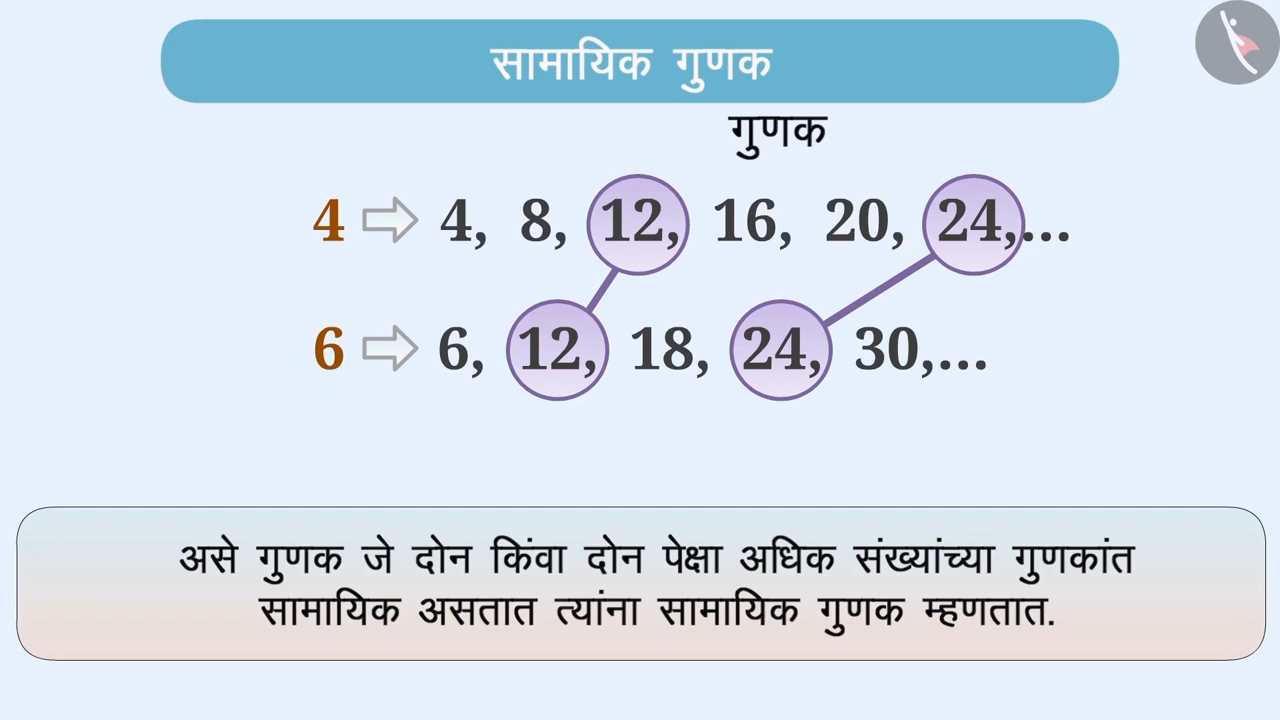 सामायिक गुणक
गुणक
4 4, 8, 12, 16, 20, 24,...
6 6, 12, 18, 24, 30,...
असे गुणक जे दोन किंवा दोन पेक्षा अधिक संख्यांच्या गुणकांत
सामायिक असतात त्यांना सामायिक गुणक म्हणतात.